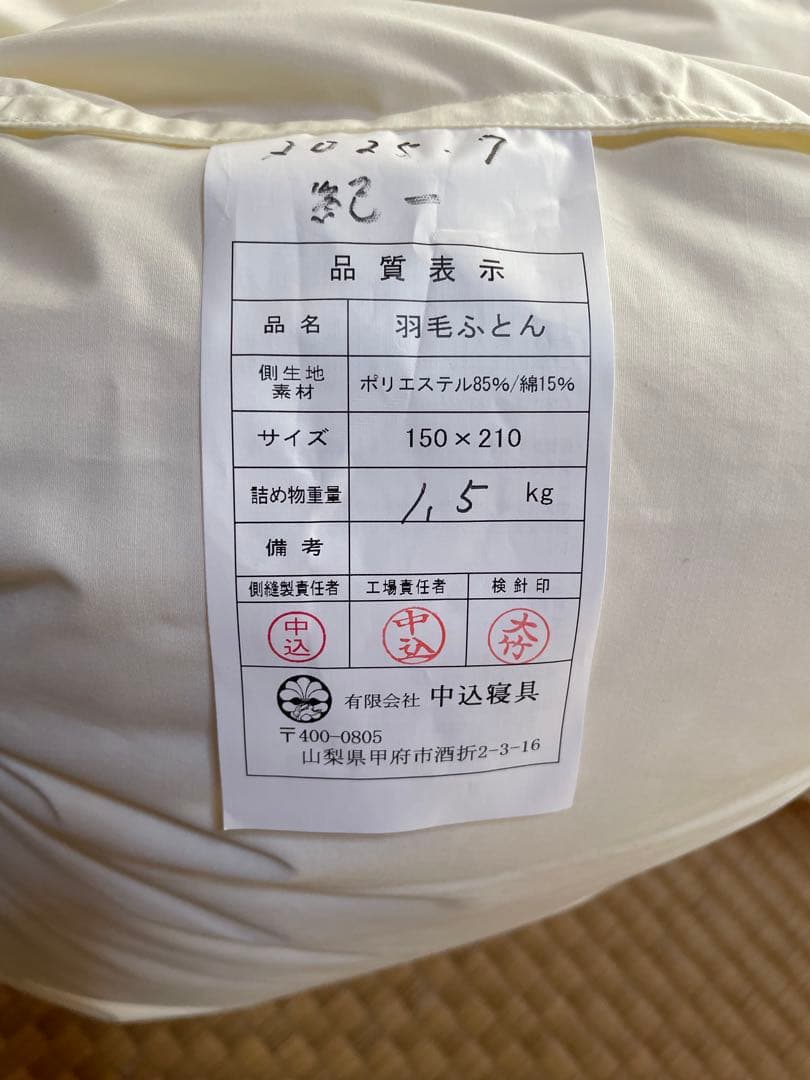 2025.7
紀一
品質表示
品名 羽毛ふとん
側生地素材 ポリエステル85%/綿15%
サイズ 150×210
詰め物重量 1.5 kg
備考
側縫製責任者 工場責任者 検針印
中込 中込 大竹
有限会社 中込寝具
〒400-0805
山梨県甲府市酒折2-3-16